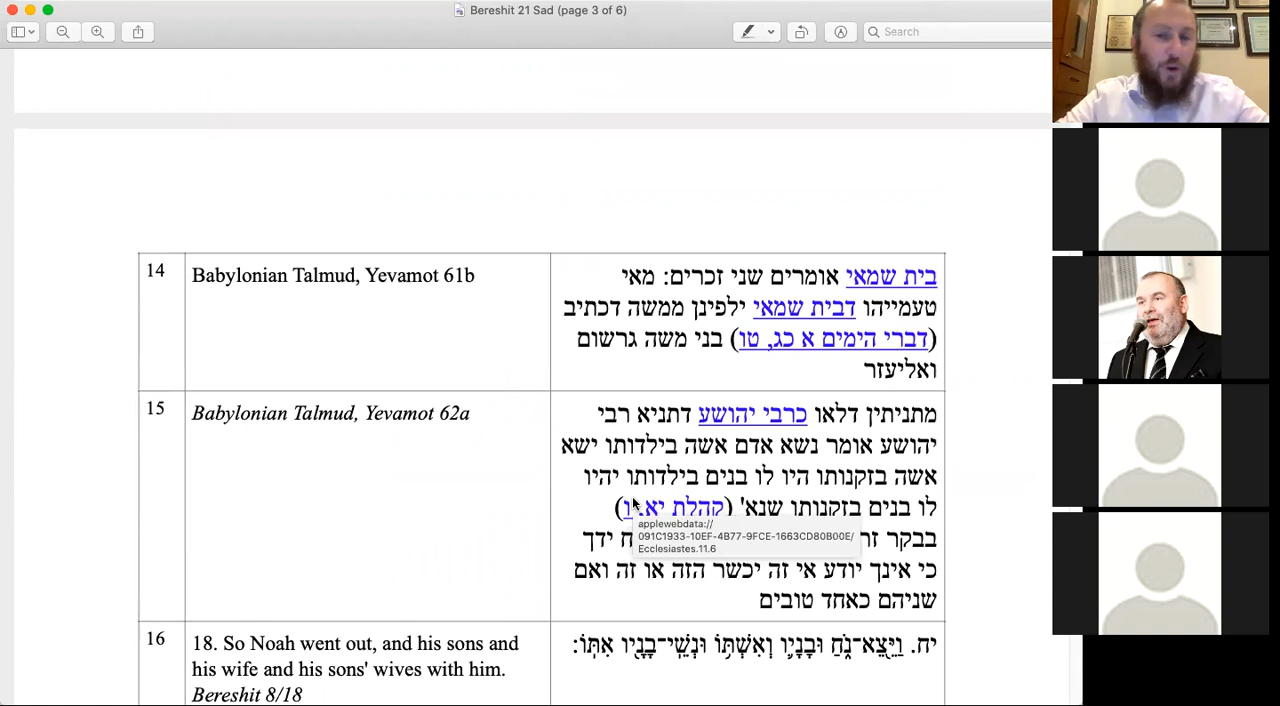 Bereshit 21 Sad (page 3 of 6)
Search
14
Babylonian Talmud, Yevamot 61b
בית שמאי אומרים שני זכרים: מאי
טעמייהו דבית שמאי ילפינן ממשה דכתיב
(דברי הימים א כג, טו) בני משה גרשום
ואליעזר
15
Babylonian Talmud, Yevamot 62a
מתניתין דלאו כרבי יהושע דתניא רבי
יהושע אומר נשא אדם אשה בילדותו ישא
אשה בזקנותו היו לו בנים בילדותו יהיו
לו בנים בזקנותו שנא' (קהלת יא, ו)
applewebdata://
091C1933-10EF-4B77-9FCE-1663CD80B00E/
Ecclesiastes.11.6
בבקר ידך
כי אינך יודע אי זה יכשר הזה או זה ואם
שניהם כאחד טובים
16
18. So Noah went out, and his sons and
his wife and his sons' wives with him.
Bereshit 8/18
יח. וַיֵּ֖צֵא־נֹ֑חַ וּבָנָ֛יו וְאִשְׁתּ֥וֹ וּנְשֵֽׁי־בָנָ֖יו אִתּֽוֹ: